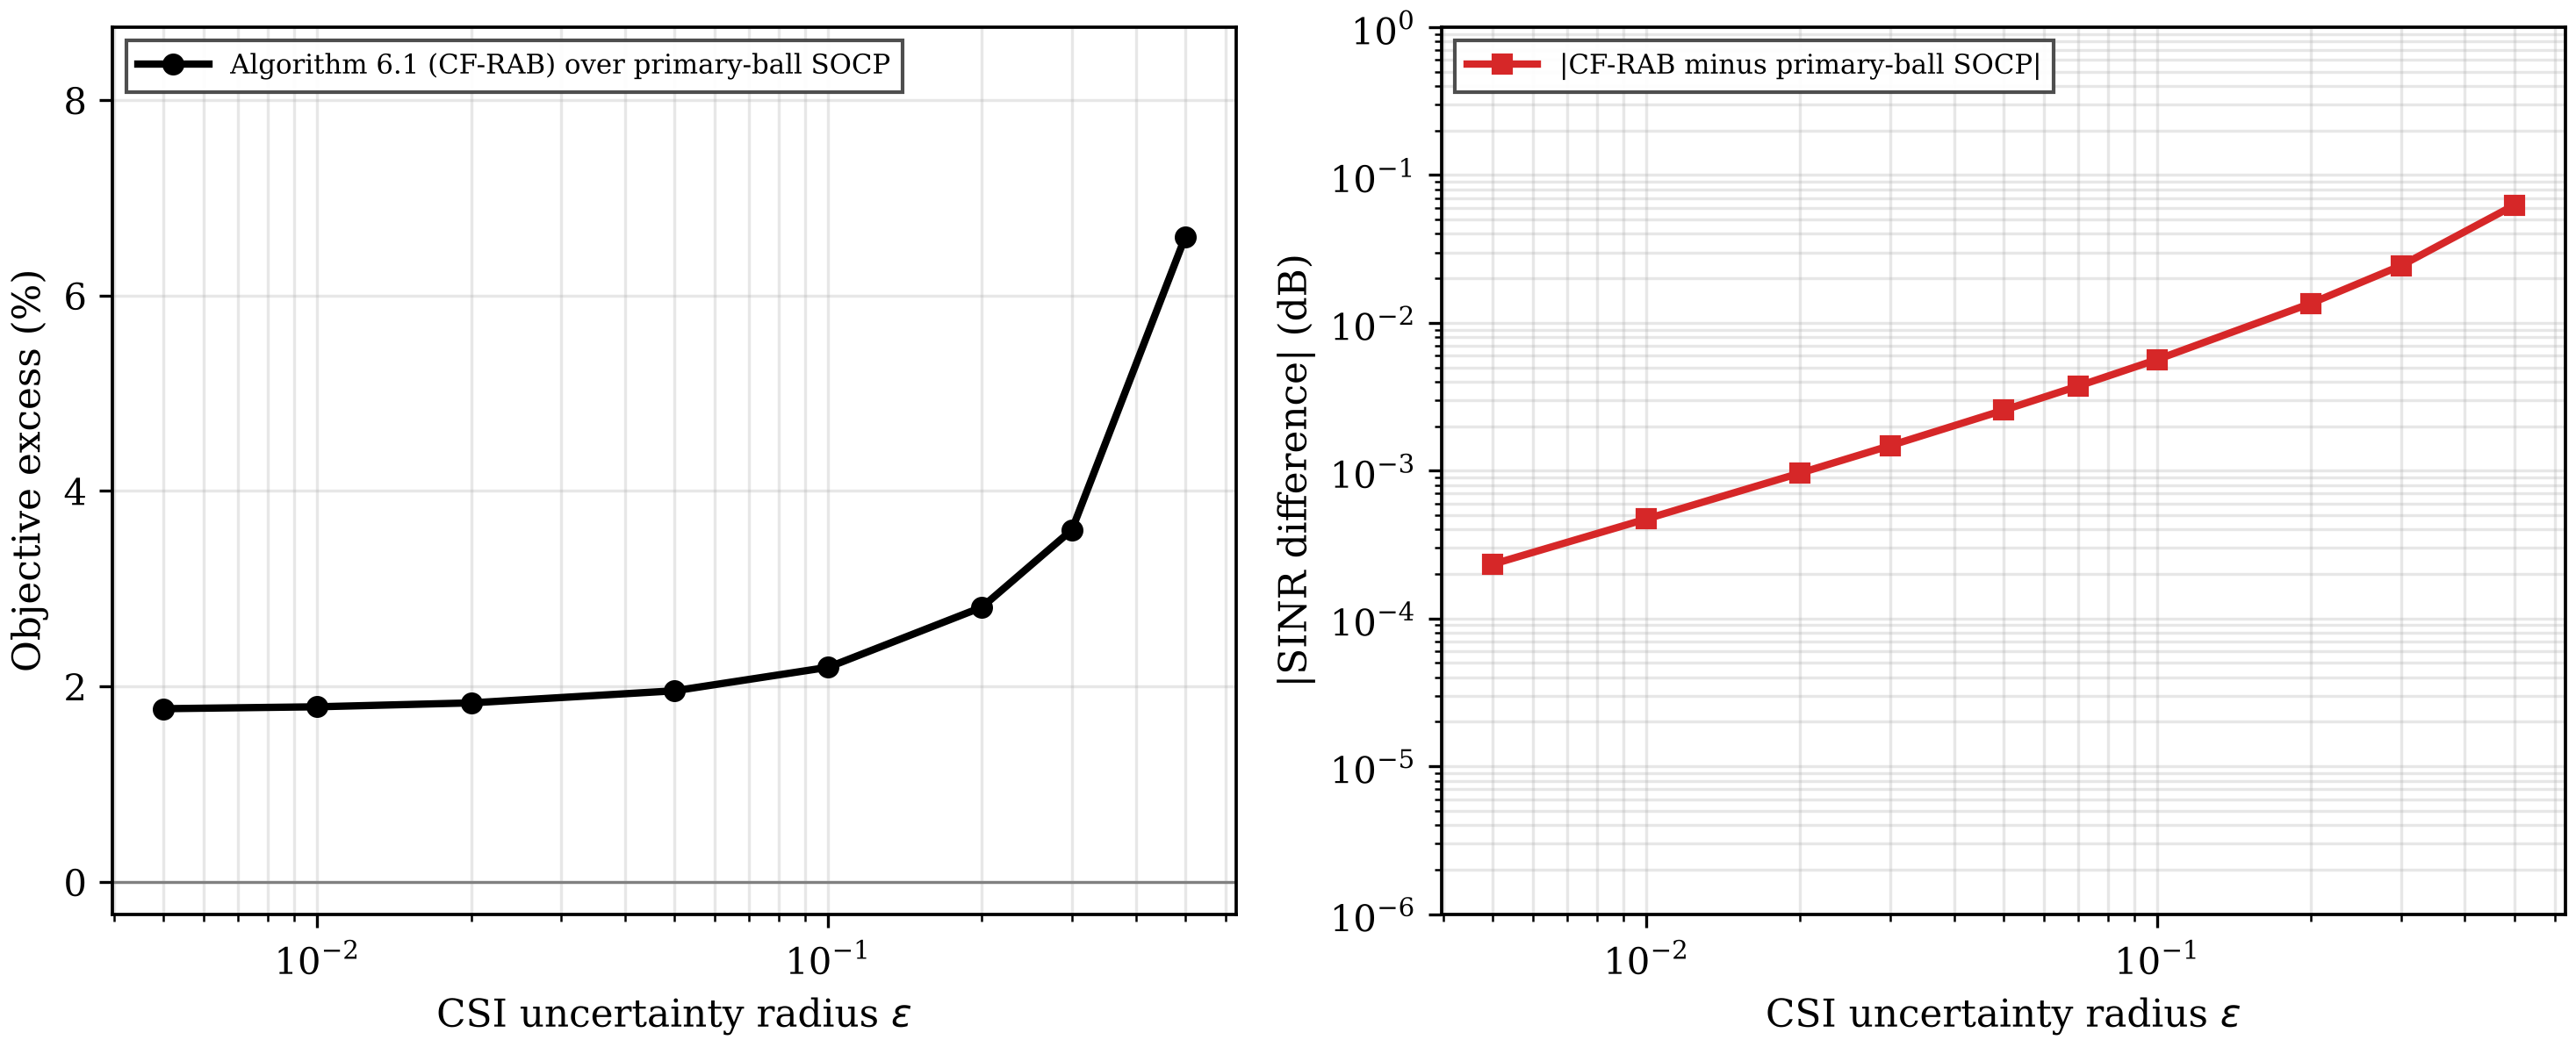 Algorithm 6.1 (CF-RAB) over primary-ball SOCP
Objective excess (%)
8
6
4
2
0
10⁻²
10⁻¹
CSI uncertainty radius ε
|CF-RAB minus primary-ball SOCP|
|SINR difference| (dB)
10⁰
10⁻¹
10⁻²
10⁻³
10⁻⁴
10⁻⁵
10⁻⁶
10⁻²
10⁻¹
CSI uncertainty radius ε